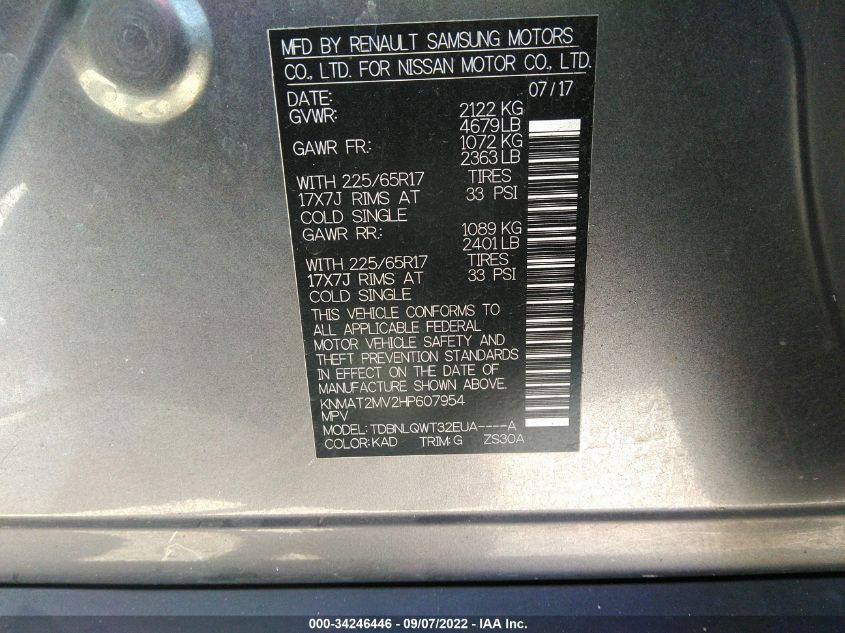 MFD BY RENAULT SAMSUNG MOTORS
CO., LTD. FOR NISSAN MOTOR CO., LTD.
DATE: 07/17
GVWR: 2122 KG
4679LB
GAWR FR.: 1072 KG
2363 LB
WITH 225/65R17 TIRES
17X7J RIMS AT 33 PSI
COLD SINGLE
GAWR RR.: 1089 KG
2401LB
WITH 225/65R17 TIRES
17X7J RIMS AT 33 PSI
COLD SINGLE
THIS VEHICLE CONFORMS TO
ALL APPLICABLE FEDERAL
MOTOR VEHICLE SAFETY AND
THEFT PREVENTION STANDARDS
IN EFFECT ON THE DATE OF
MANUFACTURE SHOWN ABOVE.
KNMAT2MV2HP607954
MPV
MODEL: TDBNLQWT32EUA----A
COLOR:KAD TRIM:G ZS30A
000-34246446 - 09/07/2022 - IAA Inc.